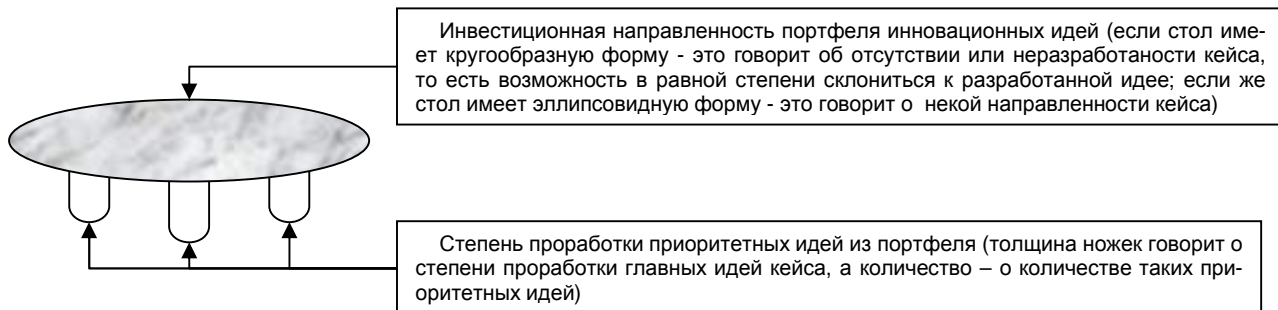 Инвестиционная направленность портфеля инновационных идей (если стол име-
ет кругообразную форму - это говорит об отсутствии или неразработаности кейса,
то есть возможность в равной степени склониться к разработанной идее; если же
стол имеет эллипсовидную форму - это говорит о некой направленности кейса)
Степень проработки приоритетных идей из портфеля (толщина ножек говорит о
степени проработки главных идей кейса, а количество – о количестве таких при-
оритетных идей)